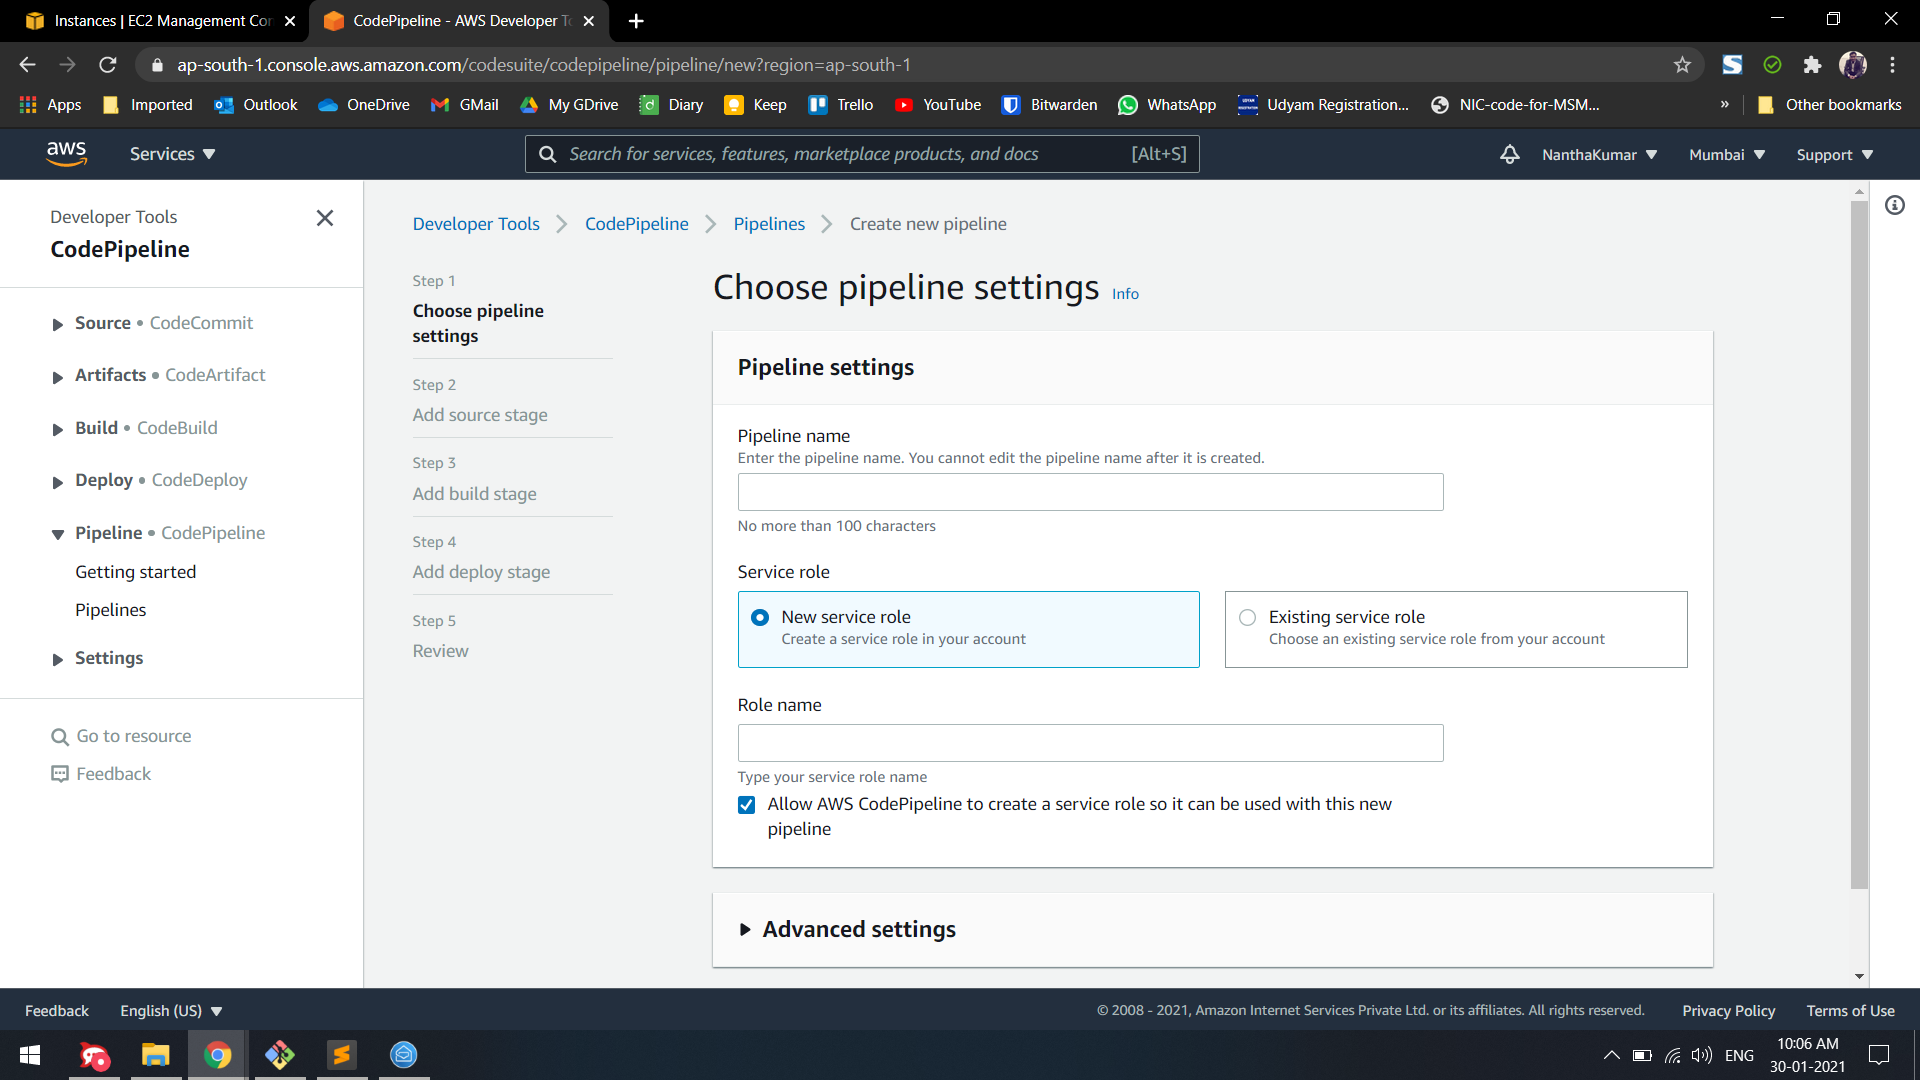 Instances | EC2 Management Con
CodePipeline - AWS Developer To
ap-south-1.console.aws.amazon.com/codesuite/codepipeline/pipeline/new?region=ap-south-1
Apps Imported Outlook OneDrive GMail My GDrive Diary Keep Trello YouTube Bitwarden WhatsApp Udyam Registration... NIC-code-for-MSM... » Other bookmarks
aws Services Search for services, features, marketplace products, and docs [Alt+S] NanthaKumar Mumbai Support
Developer Tools
CodePipeline
Source • CodeCommit
Artifacts • CodeArtifact
Build • CodeBuild
Deploy • CodeDeploy
Pipeline • CodePipeline
Getting started
Pipelines
Settings
Go to resource
Feedback
Developer Tools > CodePipeline > Pipelines > Create new pipeline
Step 1
Choose pipeline
settings
Step 2
Add source stage
Step 3
Add build stage
Step 4
Add deploy stage
Step 5
Review
Choose pipeline settings Info
Pipeline settings
Pipeline name
Enter the pipeline name. You cannot edit the pipeline name after it is created.
No more than 100 characters
Service role
New service role
Create a service role in your account
Existing service role
Choose an existing service role from your account
Role name
Type your service role name
Allow AWS CodePipeline to create a service role so it can be used with this new
pipeline
Advanced settings
Feedback English (US) © 2008 - 2021, Amazon Internet Services Private Ltd. or its affiliates. All rights reserved. Privacy Policy Terms of Use
ENG
10:06 AM
30-01-2021